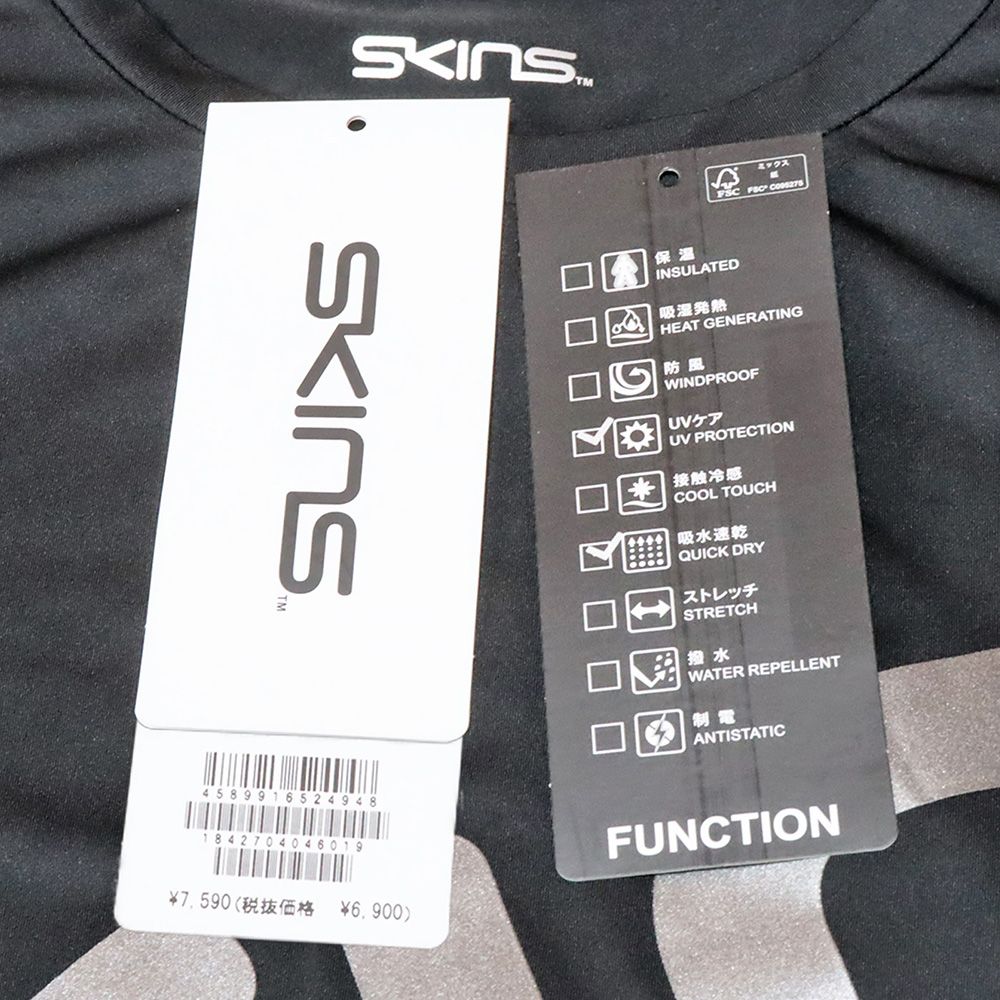 SKINS™
SKINS™
4589916524948
1842704046019
¥7,590(税抜価格 ¥6,900)
FSC
ミックス
紙
FSC® C095275
保温
INSULATED
吸湿発熱
HEAT GENERATING
防風
WINDPROOF
UVケア
UV PROTECTION
接触冷感
COOL TOUCH
吸水速乾
QUICK DRY
ストレッチ
STRETCH
撥水
WATER REPELLENT
制電
ANTISTATIC
FUNCTION